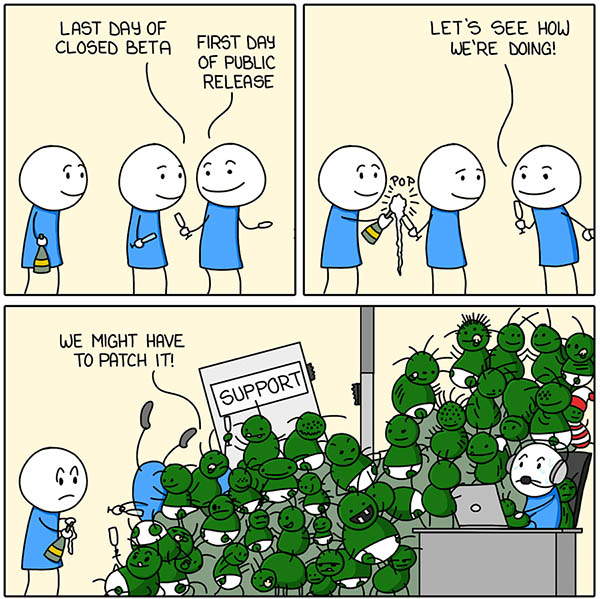 LAST DAY OF
CLOSED BETA
FIRST DAY
OF PUBLIC
RELEASE
LET'S SEE HOW
WE'RE DOING!
POP
WE MIGHT HAVE
TO PATCH IT!
SUPPORT